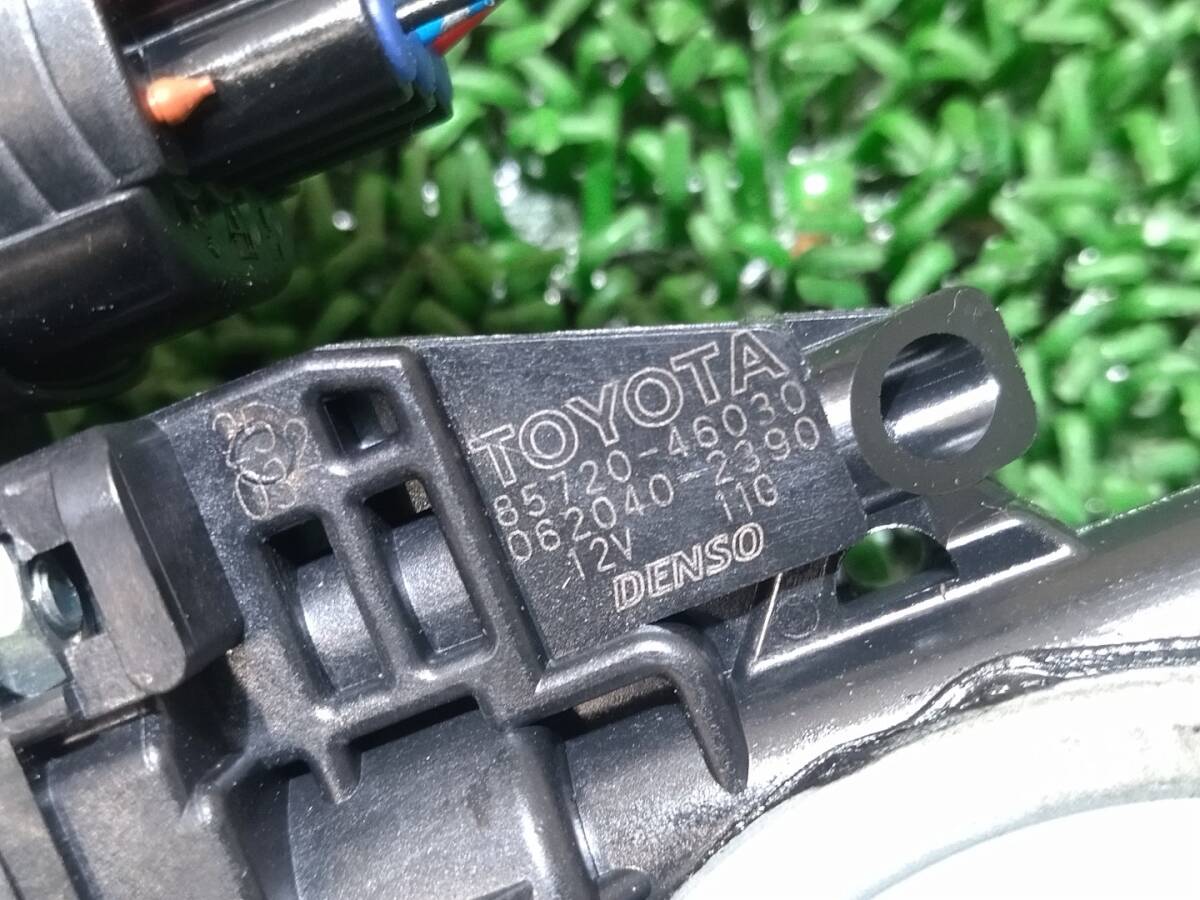 TOYOTA
85720-46030
062040-2390
12V 11G
DENSO